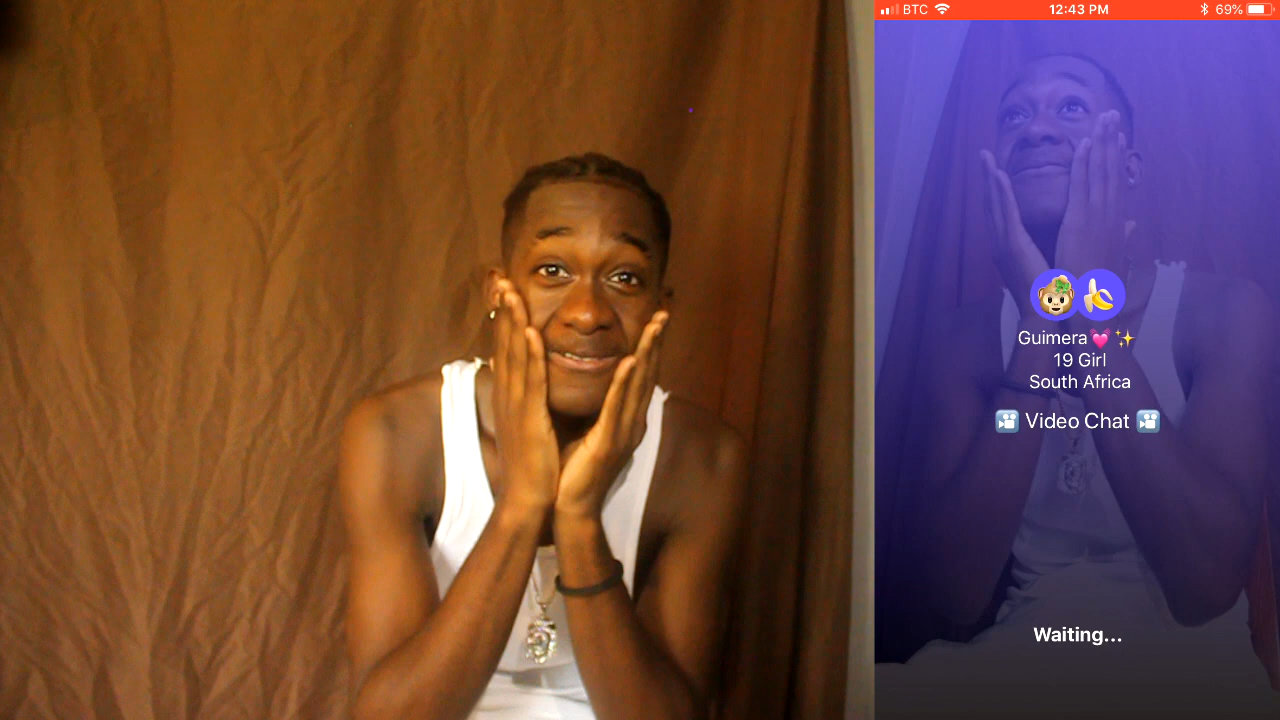 BTC 12:43 PM 69%
Guimera💓✨
19 Girl
South Africa
🎦 Video Chat 🎦
Waiting...